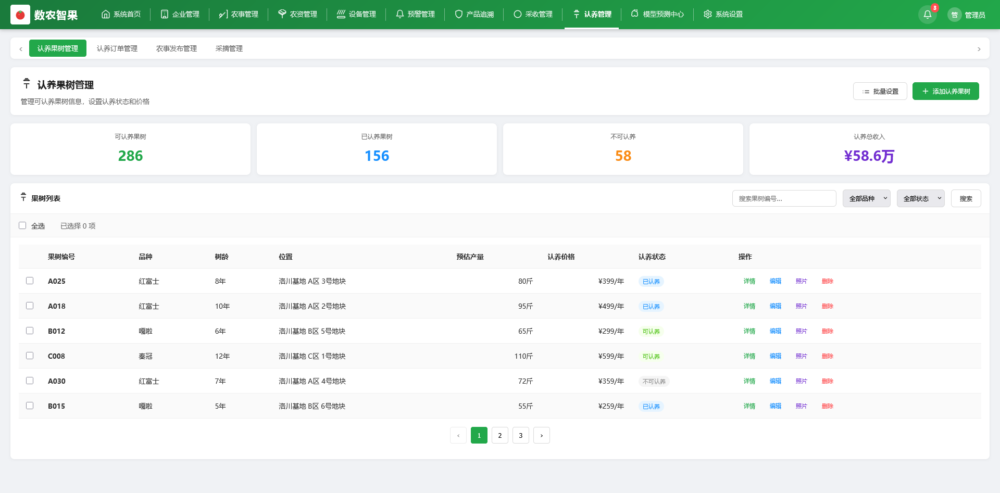 数农智果 系统首页 企业管理 农事管理 农资管理 设备管理 预警管理 产品追溯 采收管理 认养管理 模型预测中心 系统设置 3 管 管理员
‹ 认养果树管理 认养订单管理 农事发布管理 采摘管理 ›
认养果树管理
管理可认养果树信息，设置认养状态和价格
批量设置 添加认养果树
可认养果树 已认养果树 不可认养 认养总收入
286 156 58 ¥58.6万
果树列表 搜索果树编号... 全部品种 全部状态 搜索
全选 已选择 0 项
果树编号 品种 树龄 位置 预估产量 认养价格 认养状态 操作
A025 红富士 8年 洛川基地 A区 3号地块 80斤 ¥399/年 已认养 详情 编辑 照片 删除
A018 红富士 10年 洛川基地 A区 2号地块 95斤 ¥499/年 已认养 详情 编辑 照片 删除
B012 嘎啦 6年 洛川基地 B区 5号地块 65斤 ¥299/年 可认养 详情 编辑 照片 删除
C008 秦冠 12年 洛川基地 C区 1号地块 110斤 ¥599/年 可认养 详情 编辑 照片 删除
A030 红富士 7年 洛川基地 A区 4号地块 72斤 ¥359/年 不可认养 详情 编辑 照片 删除
B015 嘎啦 5年 洛川基地 B区 6号地块 55斤 ¥259/年 已认养 详情 编辑 照片 删除
‹ 1 2 3 ›